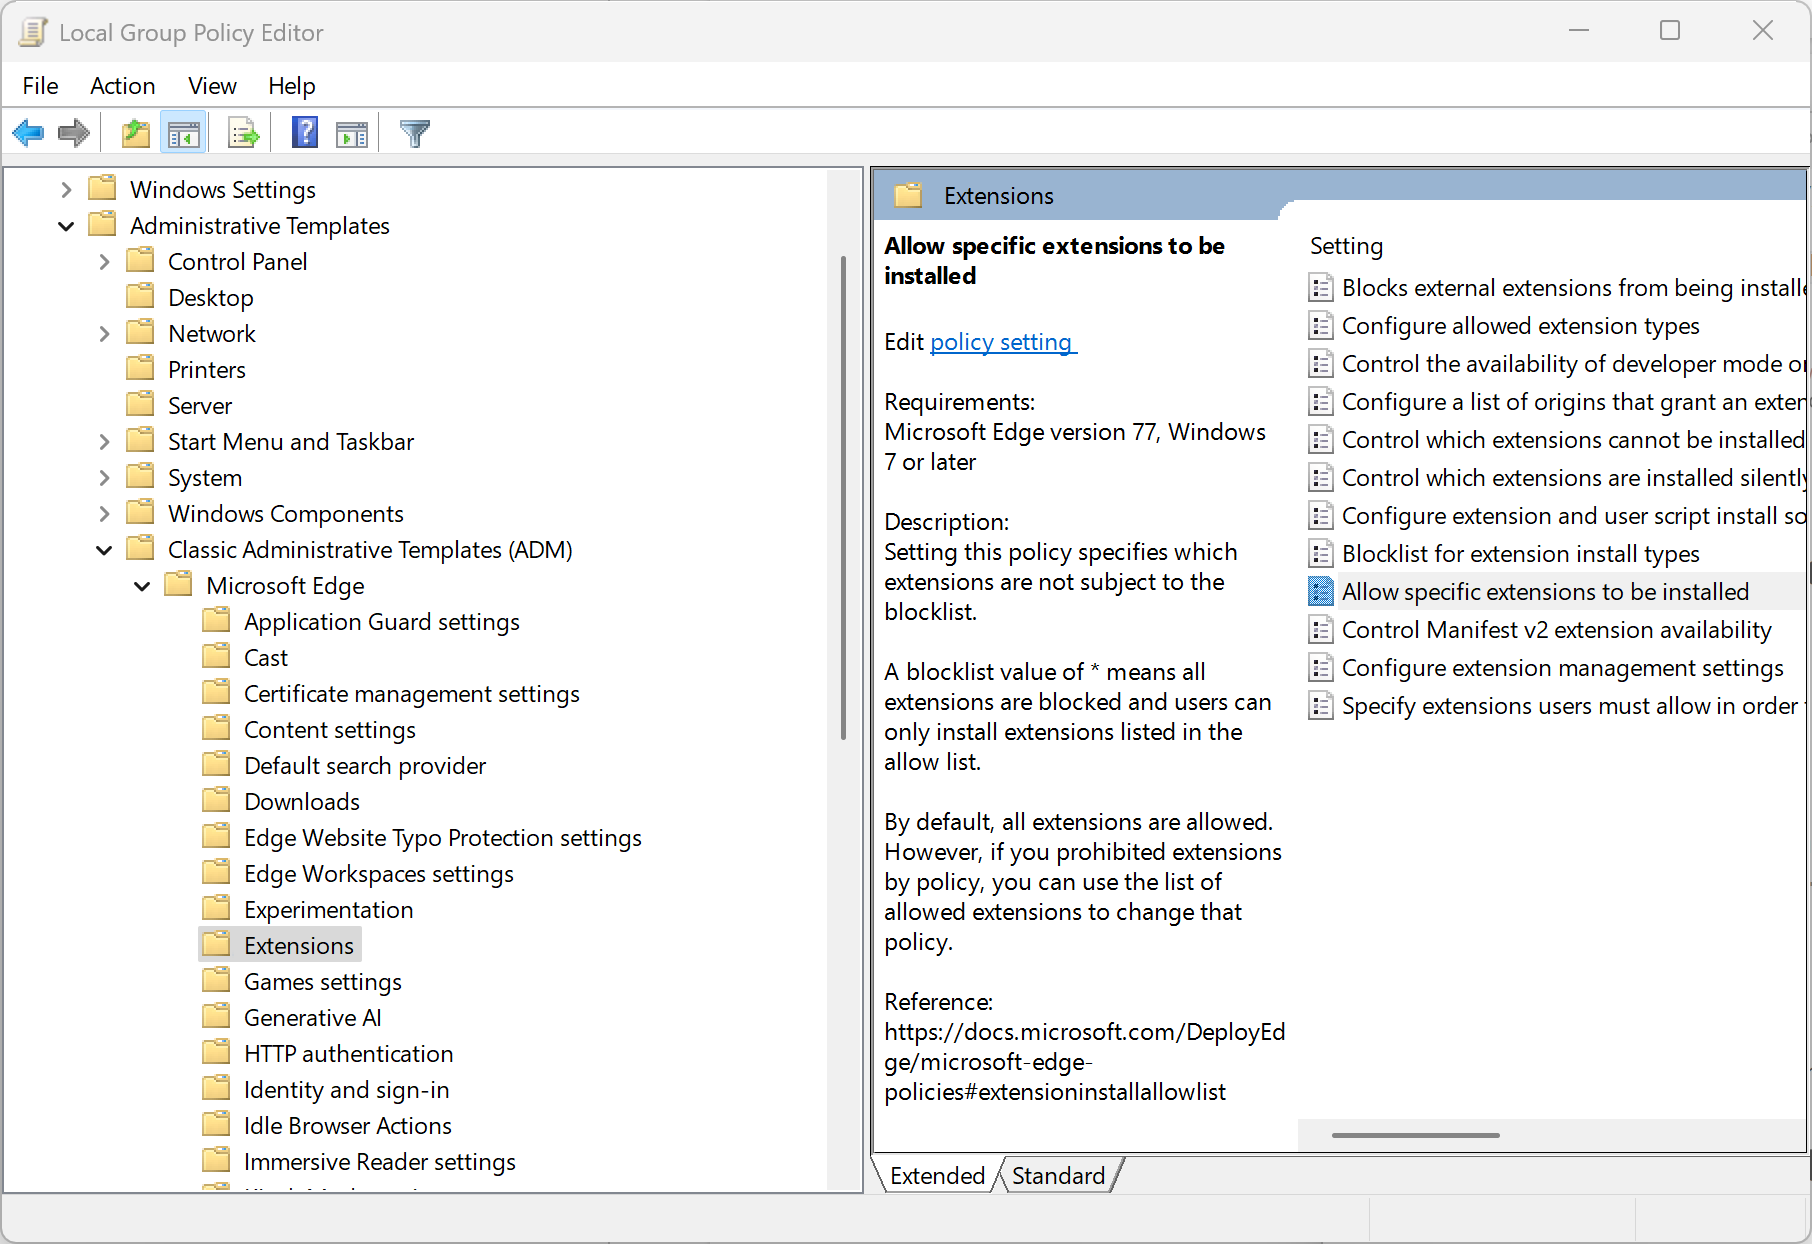 Local Group Policy Editor
File Action View Help
Windows Settings
Administrative Templates
Control Panel
Desktop
Network
Printers
Server
Start Menu and Taskbar
System
Windows Components
Classic Administrative Templates (ADM)
Microsoft Edge
Application Guard settings
Cast
Certificate management settings
Content settings
Default search provider
Downloads
Edge Website Typo Protection settings
Edge Workspaces settings
Experimentation
Extensions
Games settings
Generative AI
HTTP authentication
Identity and sign-in
Idle Browser Actions
Immersive Reader settings
Extensions
Allow specific extensions to be
installed
Edit policy setting
Requirements:
Microsoft Edge version 77, Windows
7 or later
Description:
Setting this policy specifies which
extensions are not subject to the
blocklist.
A blocklist value of * means all
extensions are blocked and users can
only install extensions listed in the
allow list.
By default, all extensions are allowed.
However, if you prohibited extensions
by policy, you can use the list of
allowed extensions to change that
policy.
Reference:
https://docs.microsoft.com/DeployEd
ge/microsoft-edge-
policies#extensioninstallallowlist
Setting
Blocks external extensions from being installe
Configure allowed extension types
Control the availability of developer mode o
Configure a list of origins that grant an exten
Control which extensions cannot be installed
Control which extensions are installed silently
Configure extension and user script install so
Blocklist for extension install types
Allow specific extensions to be installed
Control Manifest v2 extension availability
Configure extension management settings
Specify extensions users must allow in order
Extended Standard